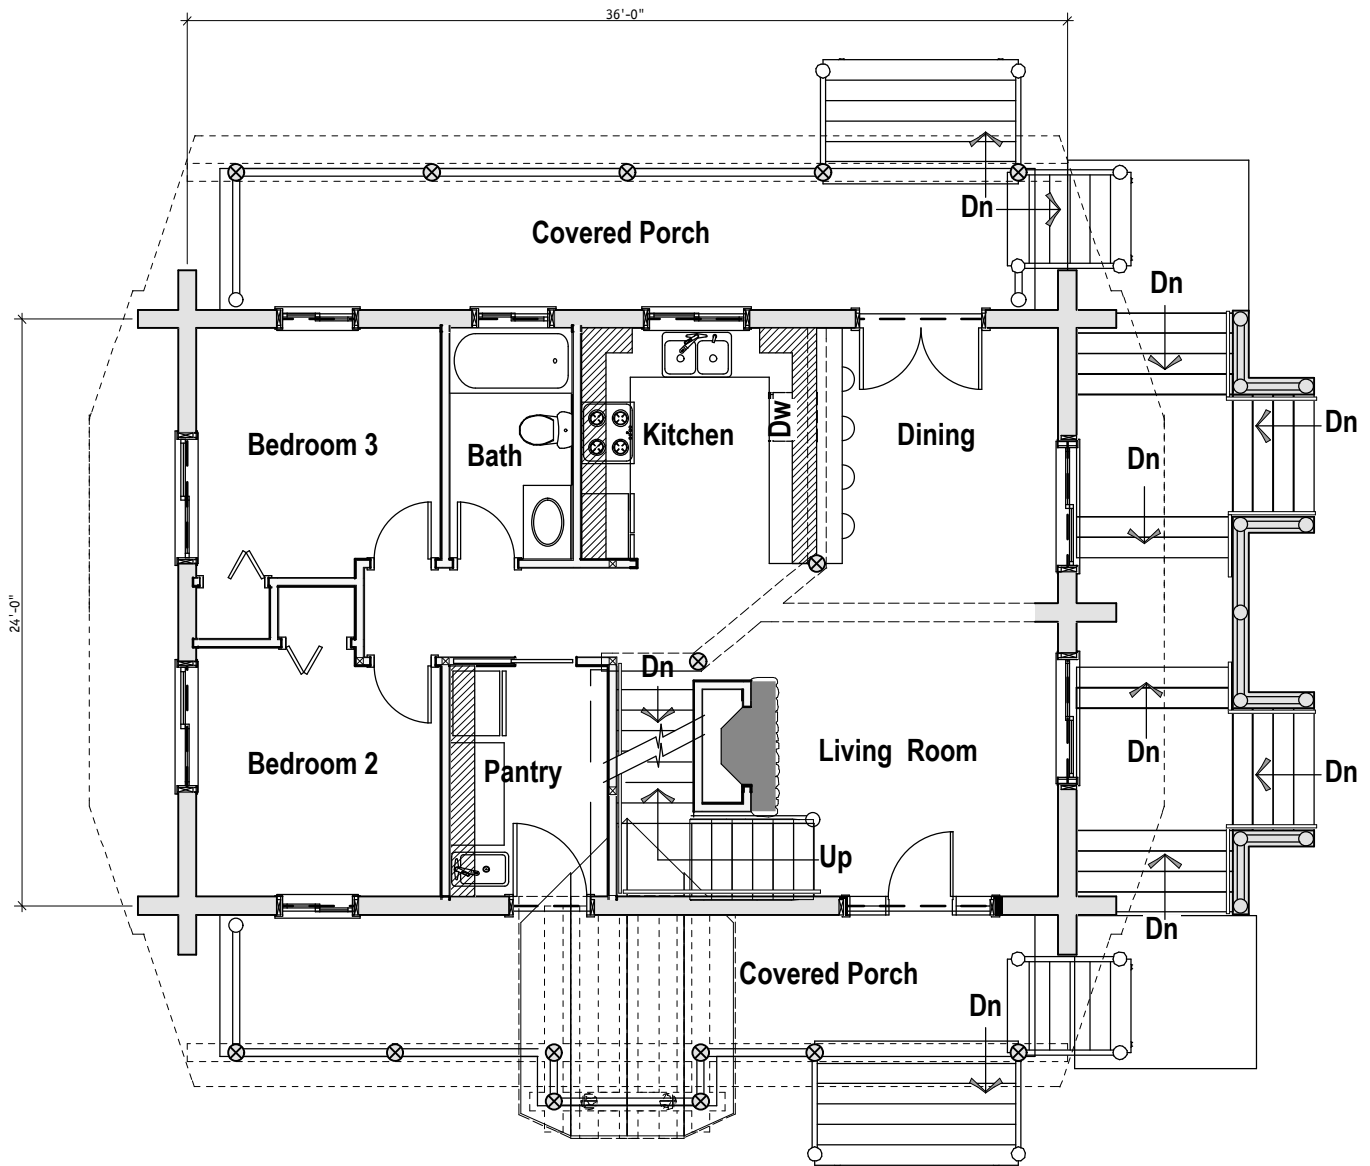 36'-0"
Dn
Covered Porch
Dn
Dn
Bedroom 3
Bath
Kitchen
Dw
Dining
Dn
24'-0"
Dn
Bedroom 2
Pantry
Living Room
Dn
Dn
Up
Dn
Covered Porch
Dn